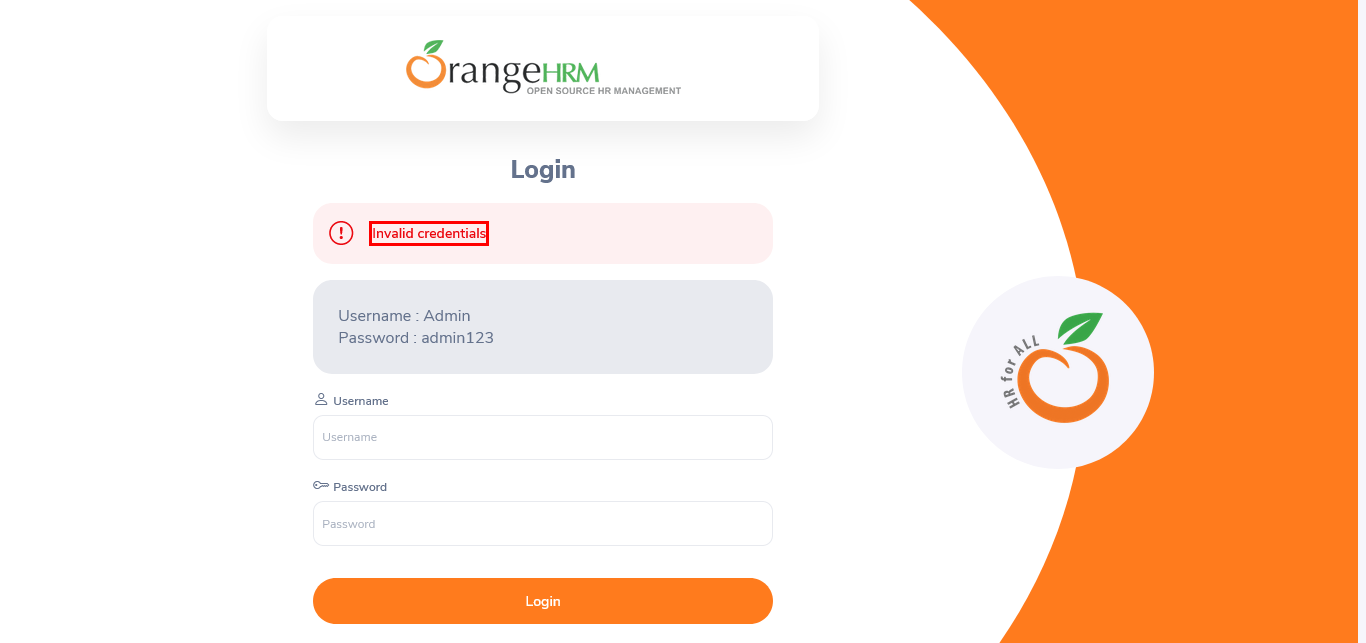 OrangeHRM
OPEN SOURCE HR MANAGEMENT
Login
Invalid credentials
Username : Admin
Password : admin123
Username
Username
Password
Password
Login
HR for ALL